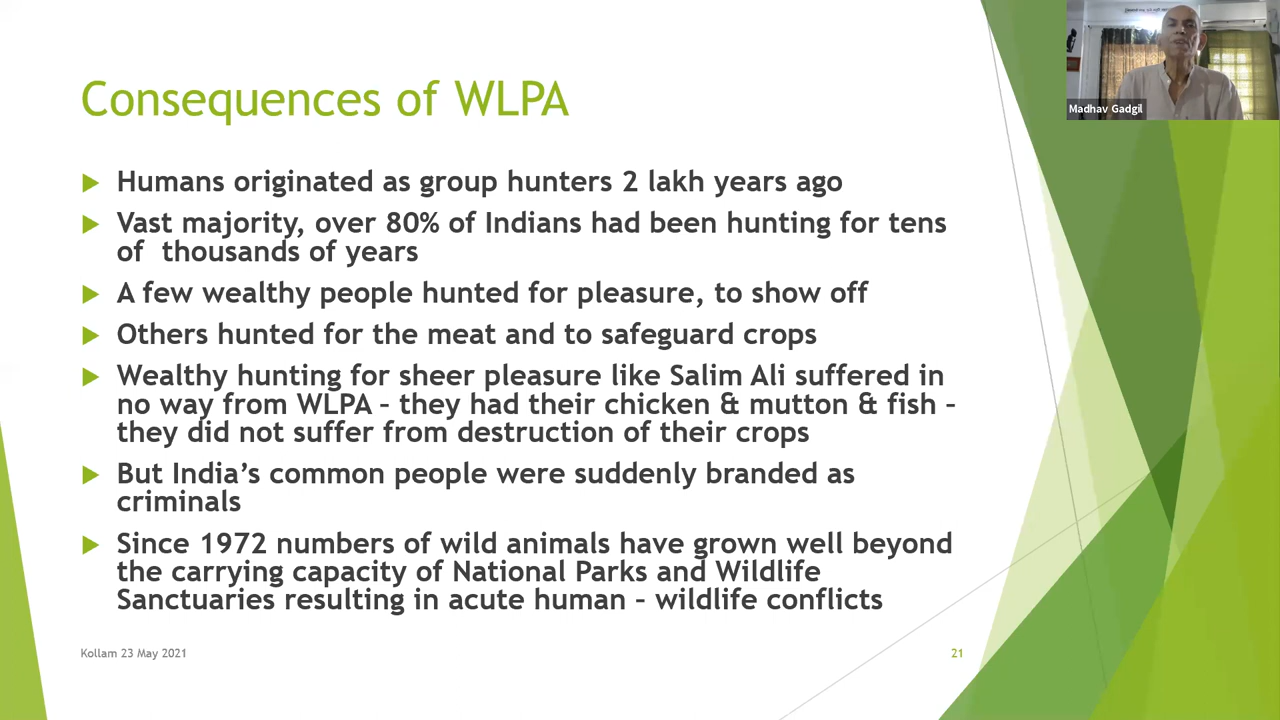 Madhav Gadgil
Consequences of WLPA
Humans originated as group hunters 2 lakh years ago
Vast majority, over 80% of Indians had been hunting for tens
of thousands of years
A few wealthy people hunted for pleasure, to show off
Others hunted for the meat and to safeguard crops
Wealthy hunting for sheer pleasure like Salim Ali suffered in
no way from WLPA – they had their chicken & mutton & fish –
they did not suffer from destruction of their crops
But India's common people were suddenly branded as
criminals
Since 1972 numbers of wild animals have grown well beyond
the carrying capacity of National Parks and Wildlife
Sanctuaries resulting in acute human – wildlife conflicts
Kollam 23 May 2021
21